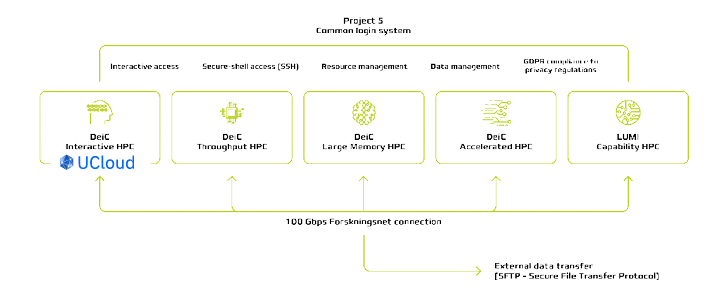 Project 5
Common login system
Interactive access
Secure-shell access (SSH)
Resource management
Data management
GDPR compliance to
privacy regulations
DeiC
Interactive HPC
UCloud
DeiC
Throughput HPC
DeiC
Large Memory HPC
DeiC
Accelerated HPC
LUMI
Capability HPC
100 Gbps Forskningsnet connection
External data transfer
[SFTP - Secure File Transfer Protocol]